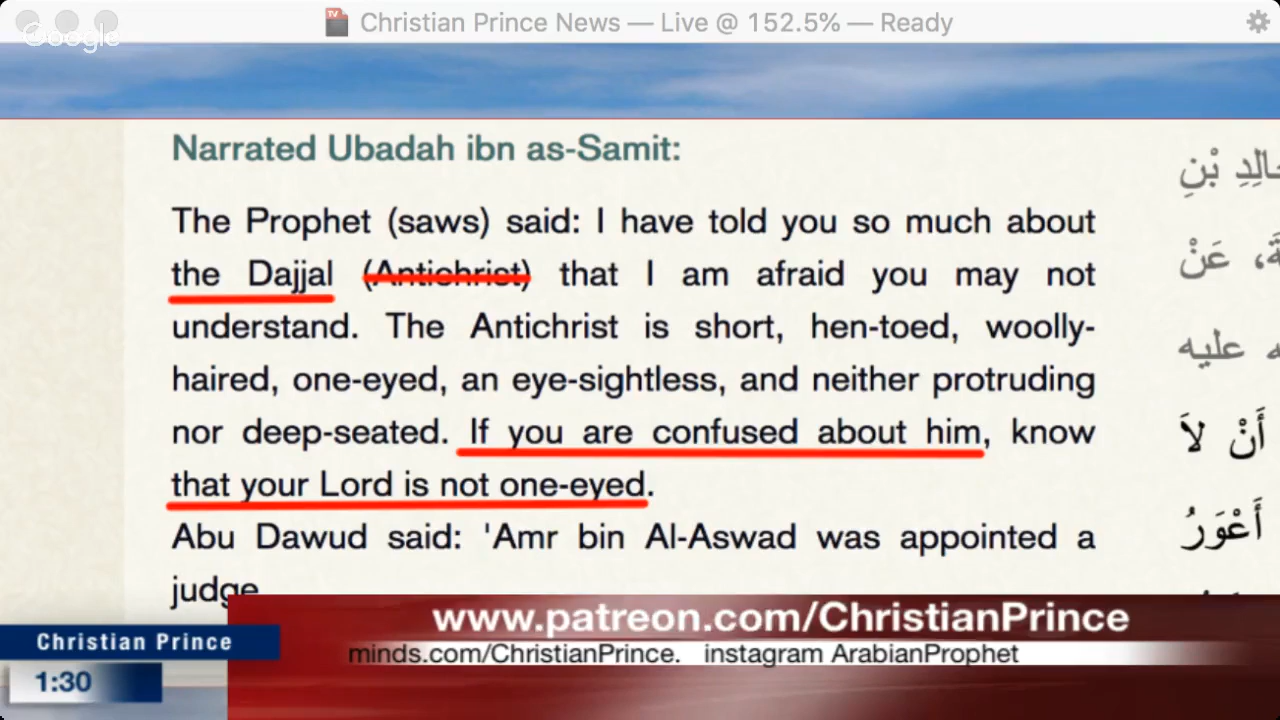 TV
Christian Prince News — Live @ 152.5% — Ready
Google
Narrated Ubadah ibn as-Samit:
The Prophet (saws) said: I have told you so much about
the Dajjal (Antichrist) that I am afraid you may not
understand. The Antichrist is short, hen-toed, woolly-
haired, one-eyed, an eye-sightless, and neither protruding
nor deep-seated. If you are confused about him, know
that your Lord is not one-eyed.
Abu Dawud said: 'Amr bin Al-Aswad was appointed a
judge.
بْنِ
عَنْ
عليه
أَنْ لاَ
أَعْوَرُ
www.patreon.com/ChristianPrince
Christian Prince
minds.com/ChristianPrince. instagram ArabianProphet
1:30